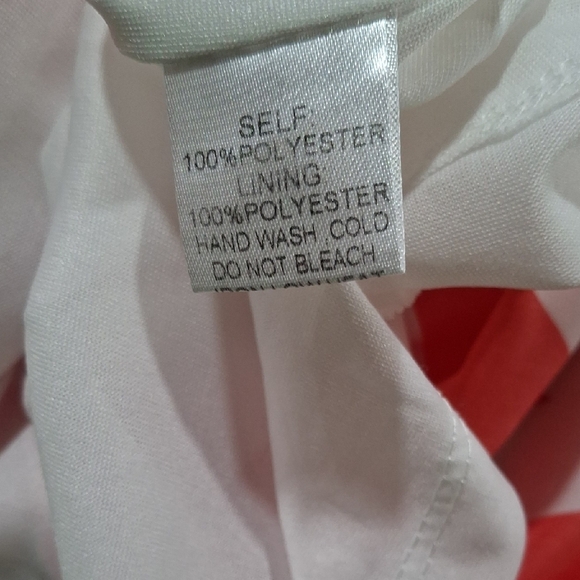 SELF:
100%POLYESTER
LINING:
100%POLYESTER
HAND WASH .COLD
DO NOT BLEACH